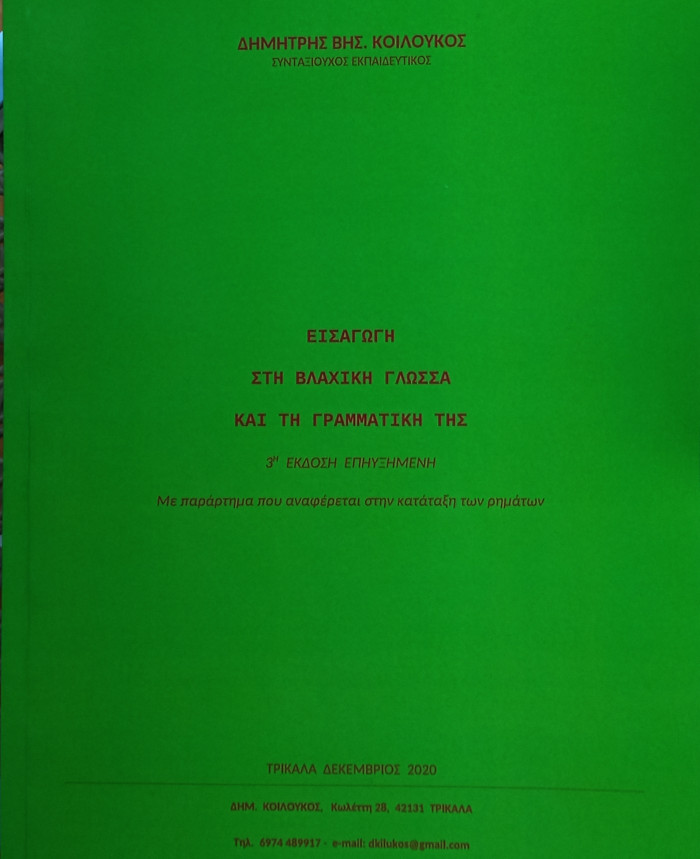 ΔΗΜΗΤΡΗΣ ΒΗΣ. ΚΟΙΛΟΥΚΟΣ
ΣΥΝΤΑΞΙΟΥΧΟΣ ΕΚΠΑΙΔΕΥΤΙΚΟΣ
ΕΙΣΑΓΩΓΗ
ΣΤΗ ΒΛΑΧΙΚΗ ΓΛΩΣΣΑ
ΚΑΙ ΤΗ ΓΡΑΜΜΑΤΙΚΗ ΤΗΣ
3η ΕΚΔΟΣΗ ΕΠΗΥΞΗΜΕΝΗ
Με παράρτημα που αναφέρεται στην κατάταξη των ρημάτων
ΤΡΙΚΑΛΑ ΔΕΚΕΜΒΡΙΟΣ 2020
ΔΗΜ. ΚΟΙΛΟΥΚΟΣ, Κωλέττη 28, 42131 ΤΡΙΚΑΛΑ
Τηλ. 6974 489917 - e-mail: dkilukos@gmail.com